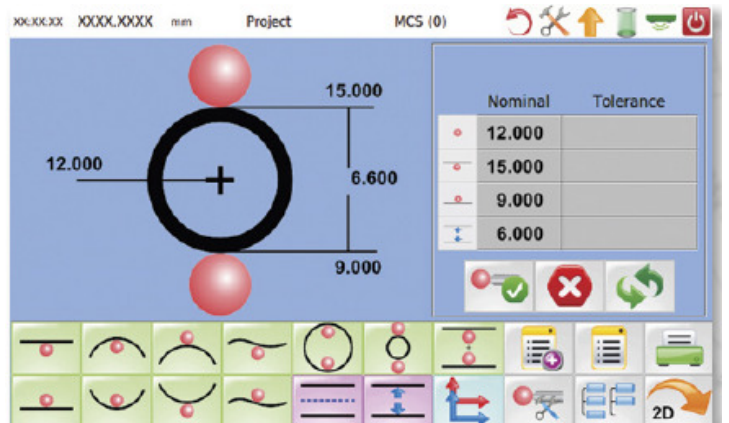 XX:XX:XX XXXX.XXXX mm Project MCS (0)
15.000
12.000
6.600
9.000
Nominal Tolerance
12.000
15.000
9.000
6.000
2D